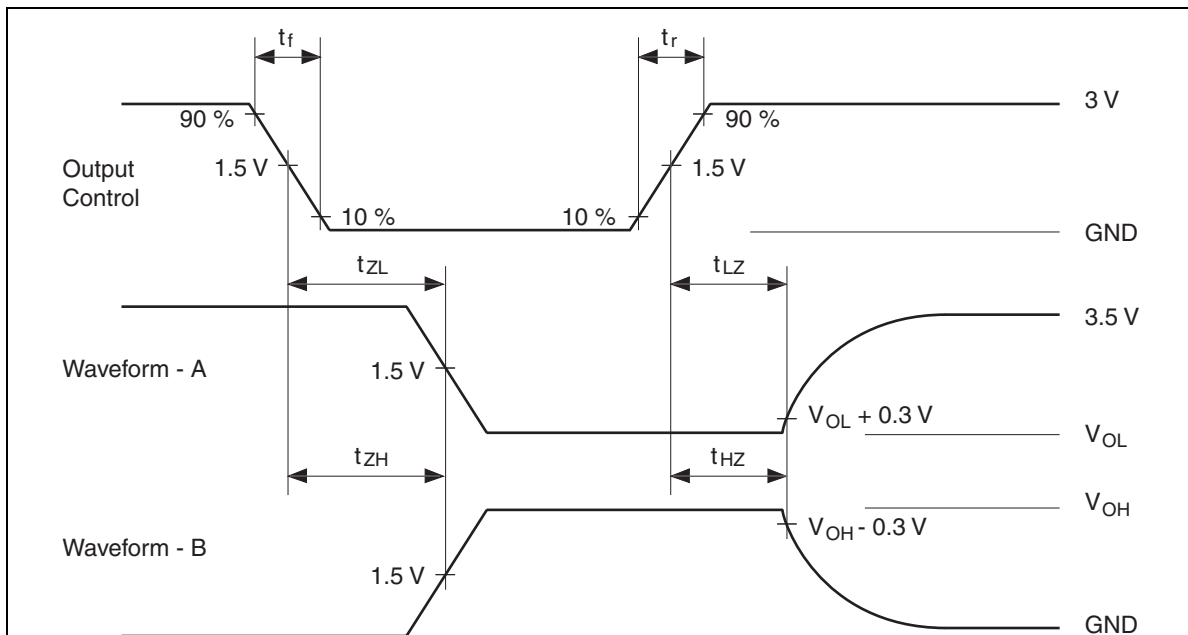 tf
tr
3 V
90 %
90 %
Output
Control
1.5 V
1.5 V
10 %
10 %
GND
tZL
tLZ
3.5 V
Waveform - A
1.5 V
VOL + 0.3 V
VOL
tZH
tHZ
VOH
VOH - 0.3 V
Waveform - B
1.5 V
GND